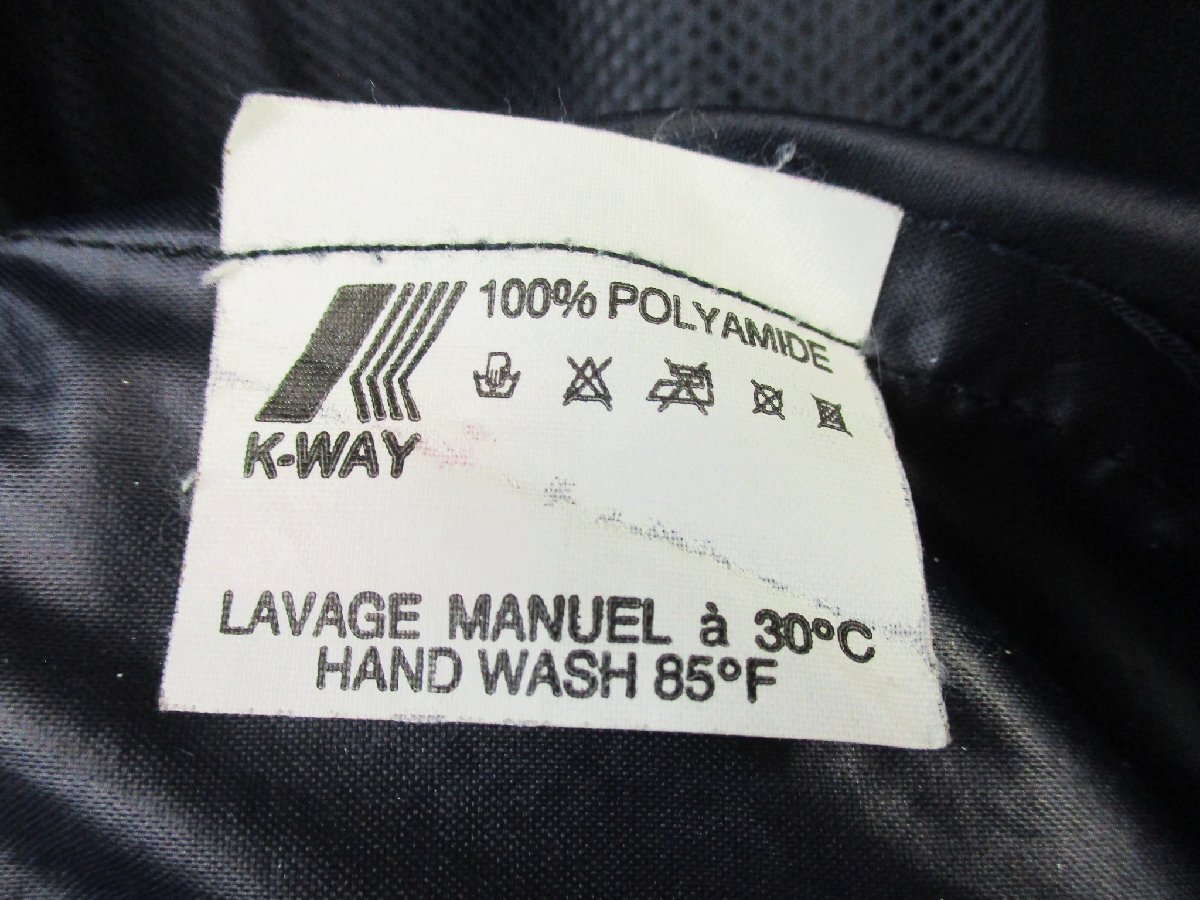 100% POLYAMIDE
K-WAY
LAVAGE MANUEL à 30°C
HAND WASH 85°F